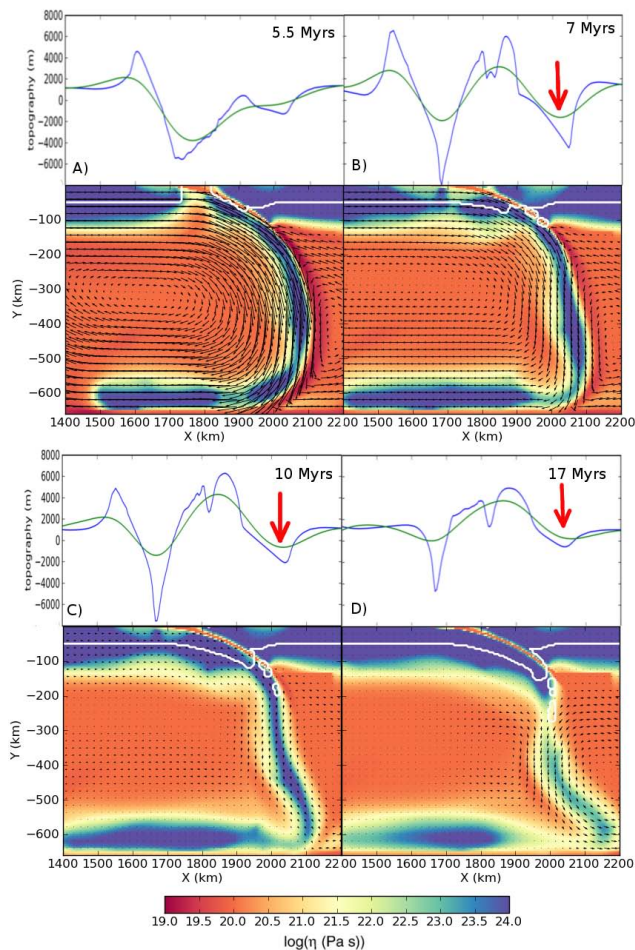 5.5 Myrs
7 Myrs
8000
6000
4000
2000
0
2000
4000
6000
topography (m)
A)
B)
−100
−200
−300
−400
−500
−600
Y (km)
1400 1500 1600 1700 1800 1900 2000 2100 2200
1500 1600 1700 1800 1900 2000 2100 2200
X (km)
X (km)
10 Myrs
17 Myrs
8000
6000
4000
2000
0
2000
4000
6000
topography (m)
C)
D)
−100
−200
−300
−400
−500
−600
Y (km)
1400 1500 1600 1700 1800 1900 2000 2100
1500 1600 1700 1800 1900 2000 2100 2200
X (km)
X (km)
19.0 19.5 20.0 20.5 21.0 21.5 22.0 22.5 23.0 23.5 24.0
log(η (Pa s))